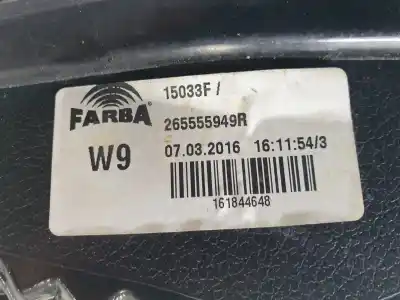 15033F /
FARBA
265555949R
W9
07.03.2016 16:11:54/3
161844648